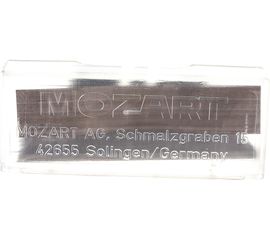 MOZART
MOZART AG, Schmalzgraben 15
42655 Solingen/Germany